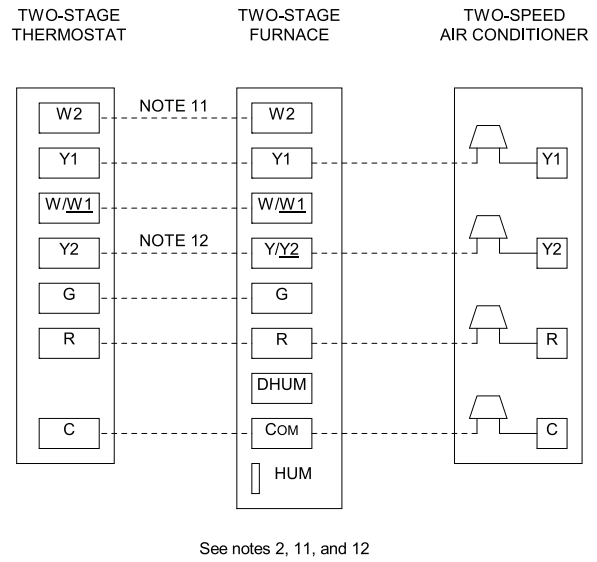 TWO-STAGE THERMOSTAT
TWO-STAGE FURNACE
TWO-SPEED AIR CONDITIONER
W2 NOTE 11 W2
Y1 Y1 Y1
W/W1 W/W1
Y2 NOTE 12 Y/Y2 Y2
G G
R R R
DHUM
C COM C
HUM
See notes 2, 11, and 12